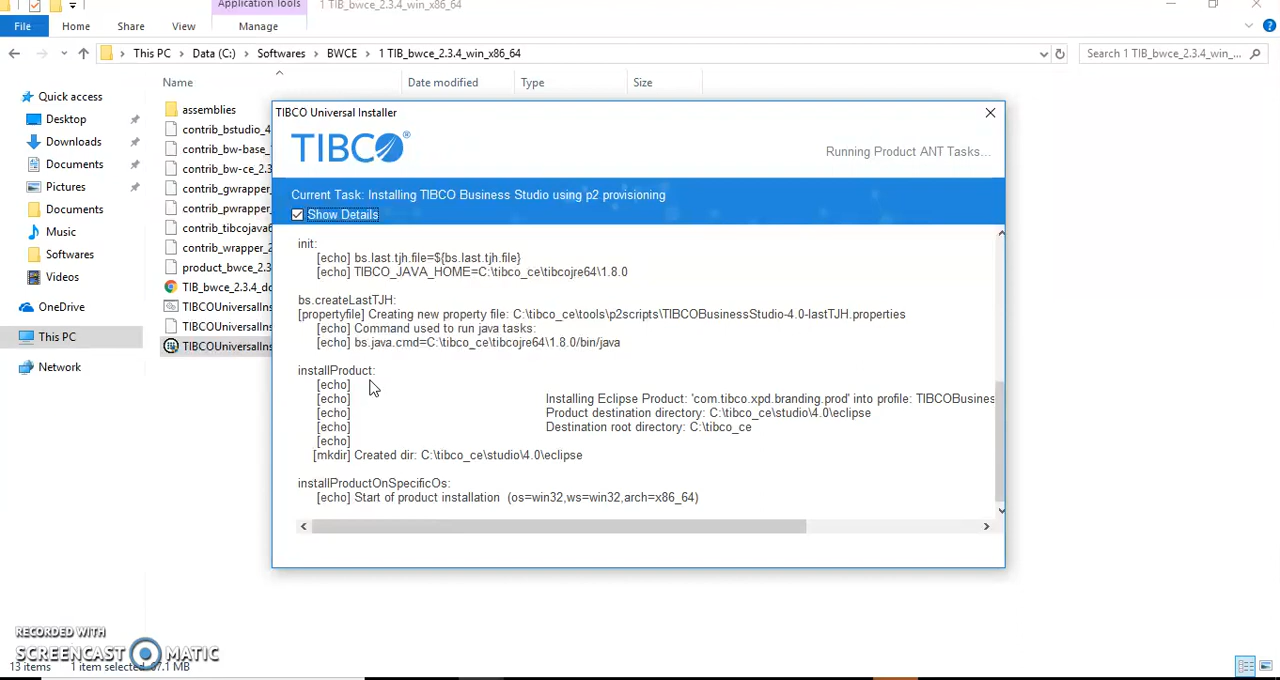 Application Tools
1 TIB_bwce_2.3.4_win_x86_64
File
Home
Share
View
Manage
This PC
Data (C:)
Softwares
BWCE
1 TIB_bwce_2.3.4_win_x86_64
Search 1 TIB_bwce_2.3.4_win_...
Name
Date modified
Type
Size
Quick access
Desktop
Downloads
Documents
Pictures
Documents
Music
Softwares
Videos
OneDrive
This PC
Network
assemblies
contrib_bstudio_4
contrib_bw-base_
contrib_bw-ce_2.3
contrib_gwrapper_
contrib_pwrapper_
contrib_tibcojava6
contrib_wrapper_2
product_bwce_2.3
TIB_bwce_2.3.4_do
TIBCOUniversalIns
TIBCOUniversalIns
TIBCOUniversalIns
TIBCO Universal Installer
TIBCO®
Running Product ANT Tasks...
Current Task: Installing TIBCO Business Studio using p2 provisioning
Show Details
init:
[echo] bs.last.tjh.file=${bs.last.tjh.file}
[echo] TIBCO_JAVA_HOME=C:\tibco_ce\tibcojre64\1.8.0
bs.createLastTJH:
[propertyfile] Creating new property file: C:\tibco_ce\tools\p2scripts\TIBCOBusinessStudio-4.0-lastTJH.properties
[echo] Command used to run java tasks:
[echo] bs.java.cmd=C:\tibco_ce\tibcojre64\1.8.0/bin/java
installProduct:
[echo]
[echo] Installing Eclipse Product: 'com.tibco.xpd.branding.prod' into profile: TIBCOBusines
[echo] Product destination directory: C:\tibco_ce\studio\4.0\eclipse
[echo] Destination root directory: C:\tibco_ce
[echo]
[mkdir] Created dir: C:\tibco_ce\studio\4.0\eclipse
installProductOnSpecificOs:
[echo] Start of product installation (os=win32,ws=win32,arch=x86_64)
RECORDED WITH
SCREENCAST MATIC
13 items
1 item selected
67.1 MB